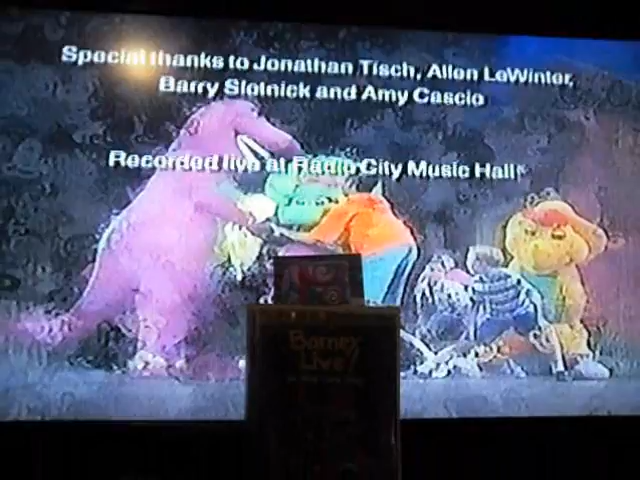 Special thanks to Jonathan Tisch, Allen LeWinter,
Barry Slotnick and Amy Cascio
Recorded live at Radio City Music Hall
Barney
Live!